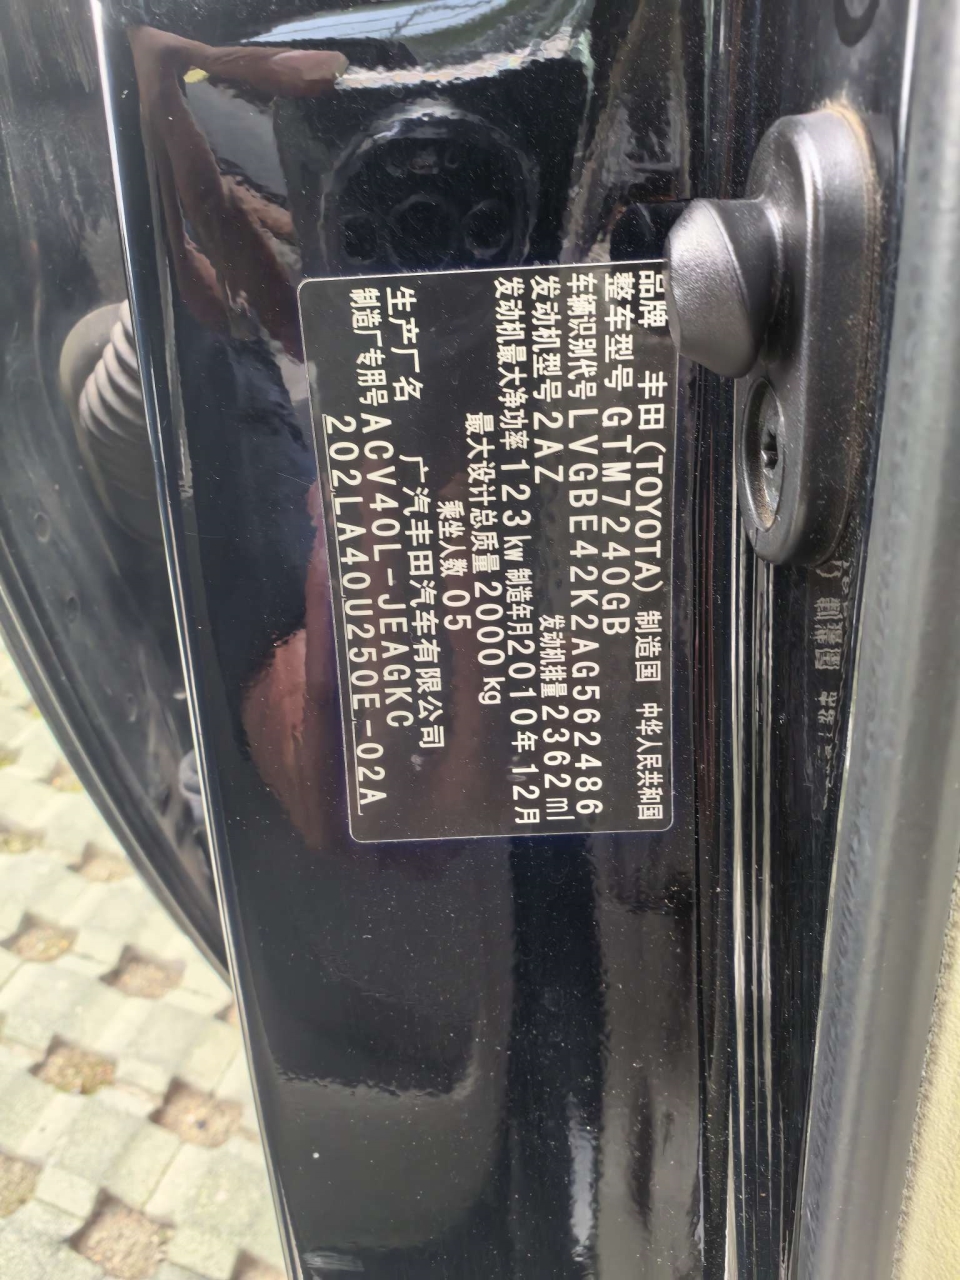 品牌 丰田(TOYOTA) 制造国 中华人民共和国
整车型号 GTM7240GB
车辆识别代号 LVGBE42K2AG562486
发动机型号 2AZ 发动机排量 2362ml
发动机最大净功率 123kw 制造年月 2010年12月
最大设计总质量 2000kg
乘坐人数 05
生产厂名 广汽丰田汽车有限公司
制造厂专用号 ACV40L-JEAGKC
202LA40U250E-02A